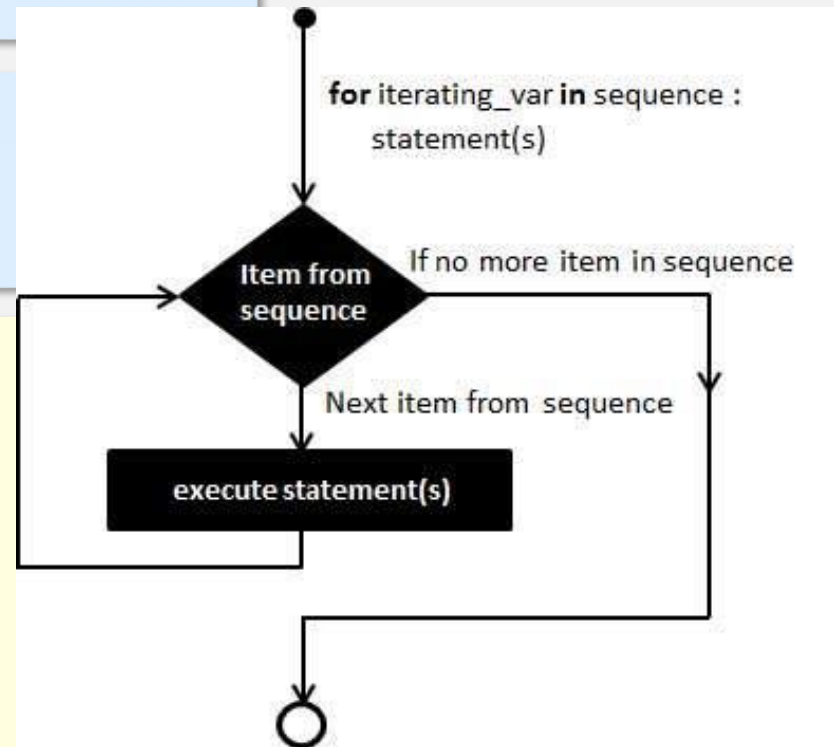 for iterating_var in sequence :
statement(s)
If no more item in sequence
Item from
sequence
Next item from sequence
execute statement(s)